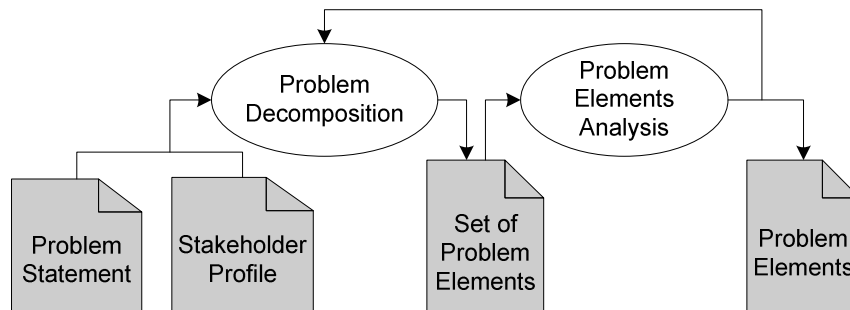 Problem
Decomposition
Problem
Elements
Analysis
Problem
Statement
Stakeholder
Profile
Set of
Problem
Elements
Problem
Elements